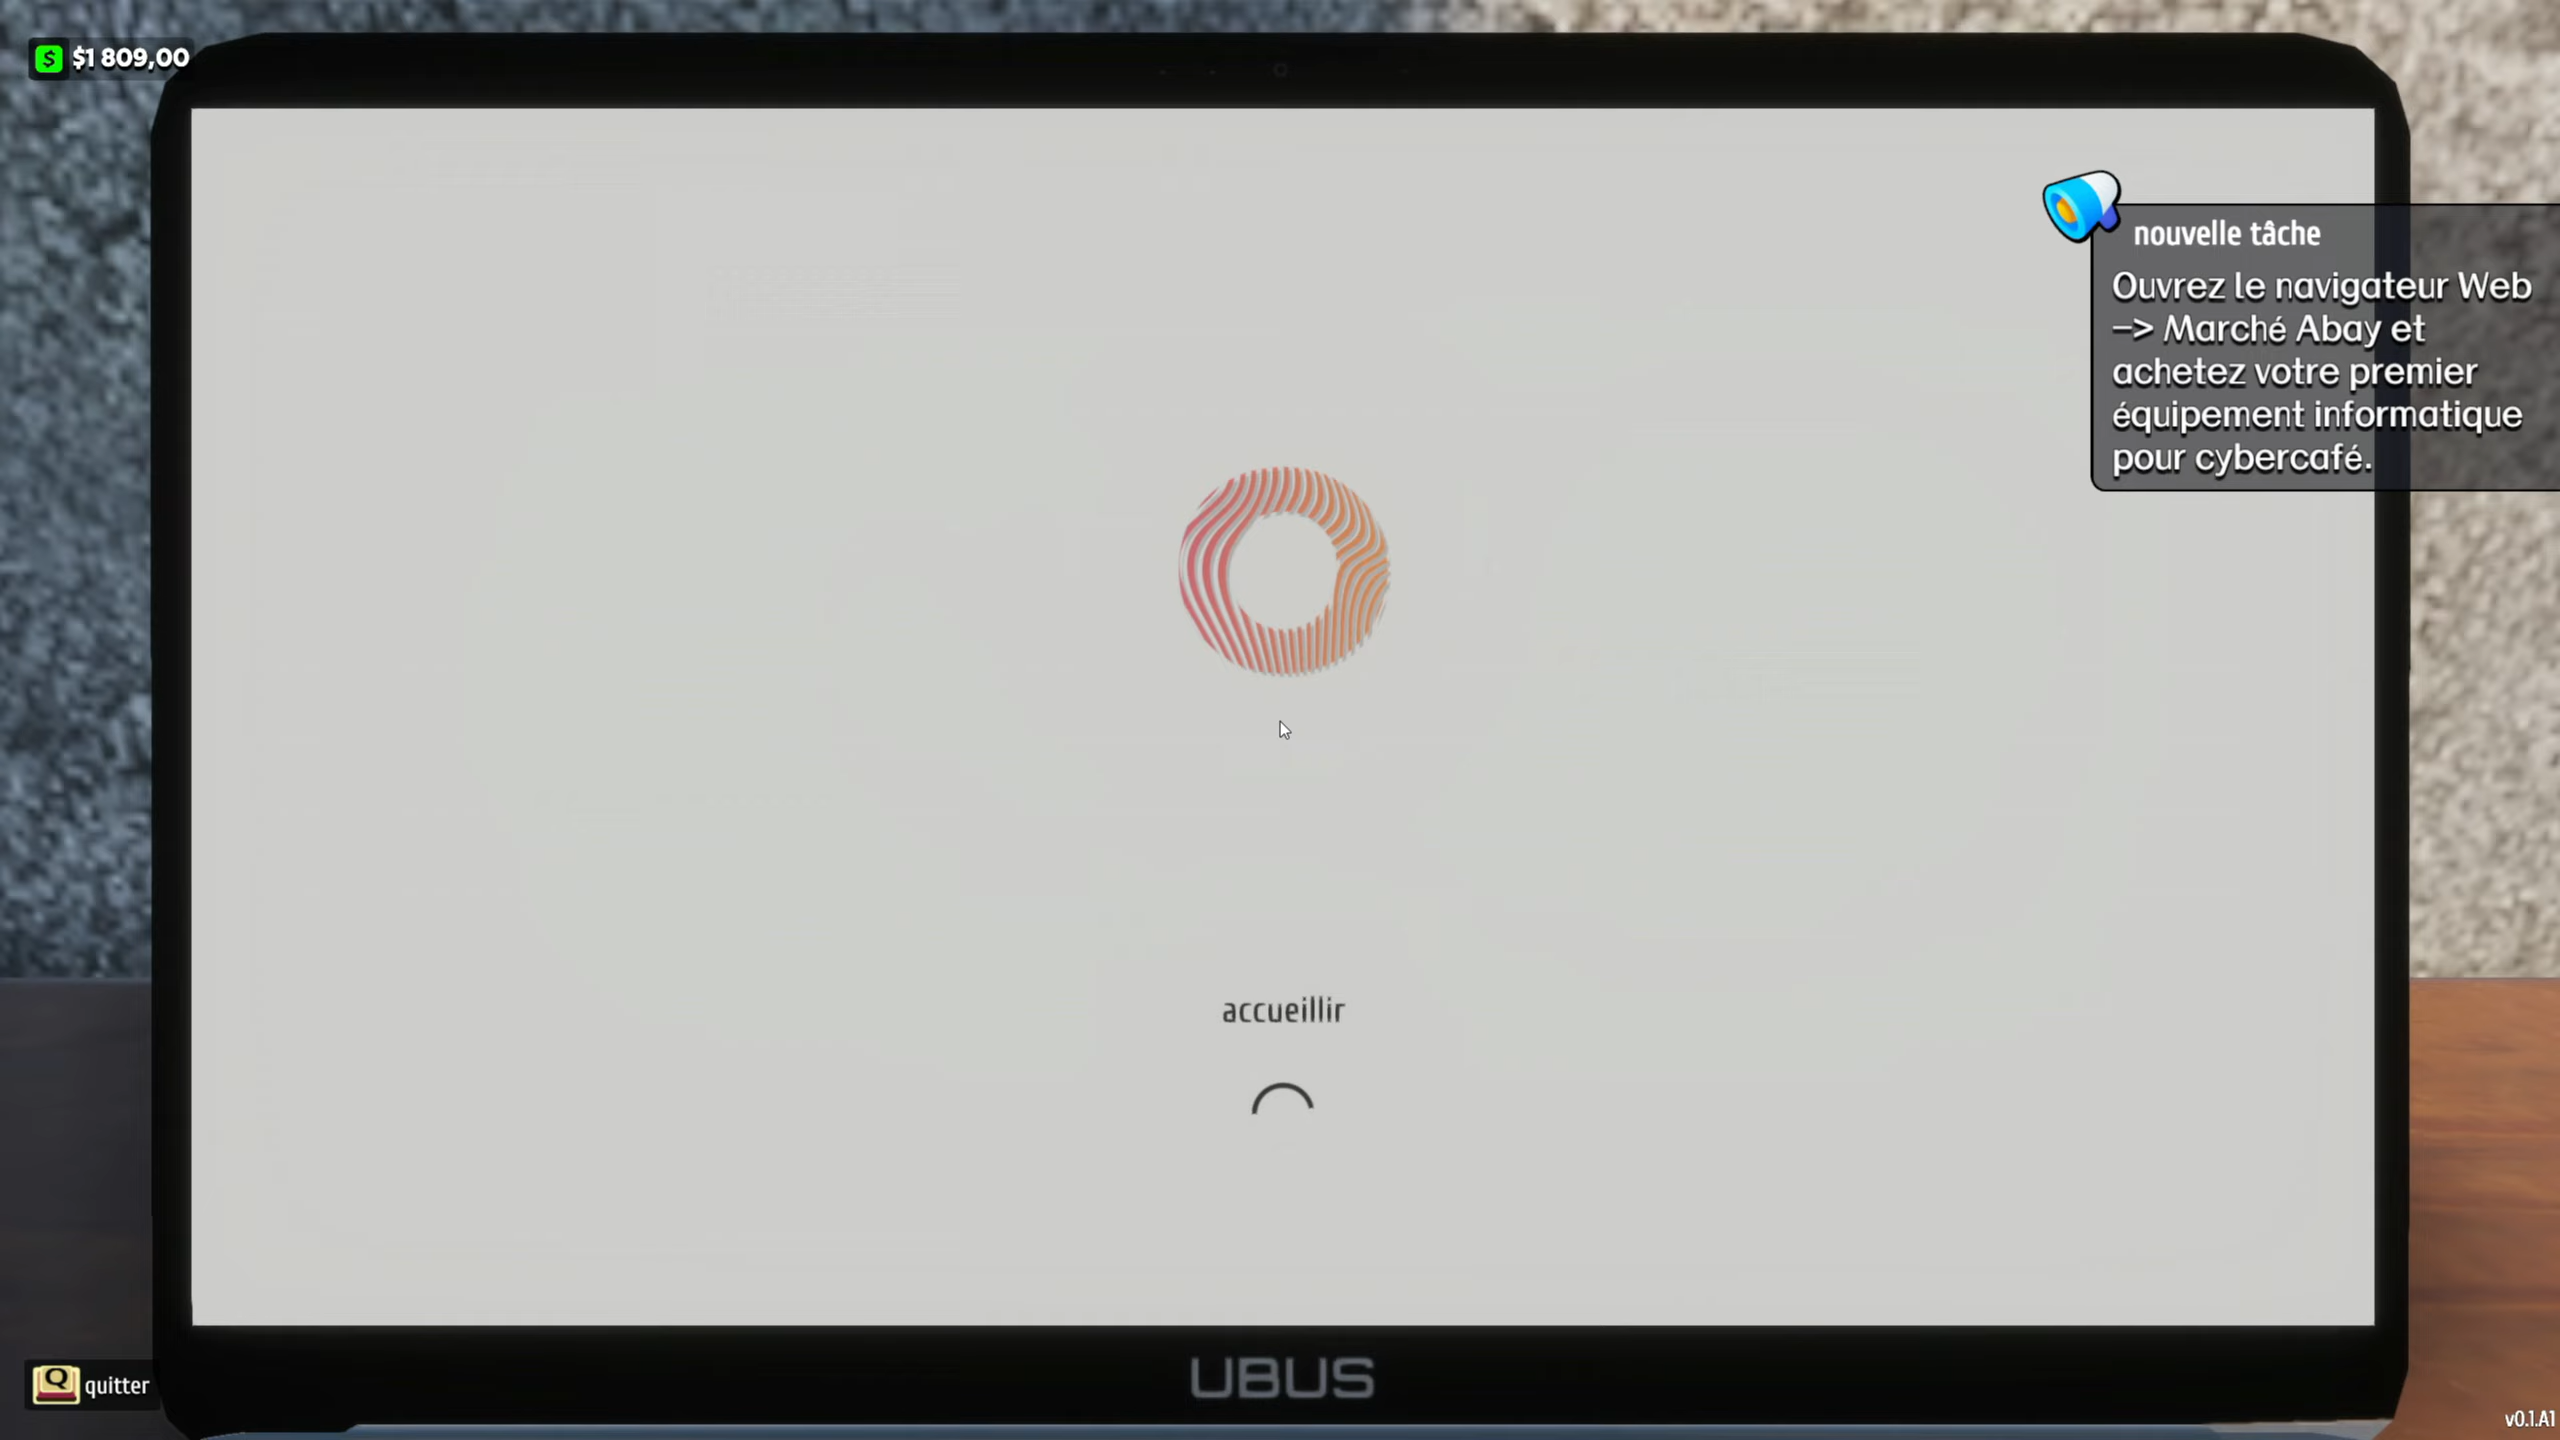 $1 809,00
nouvelle tâche
Ouvrez le navigateur Web
–> Marché Abay et
achetez votre premier
équipement informatique
pour cybercafé.
accueillir
UBUS
Q quitter
v0.1.A1